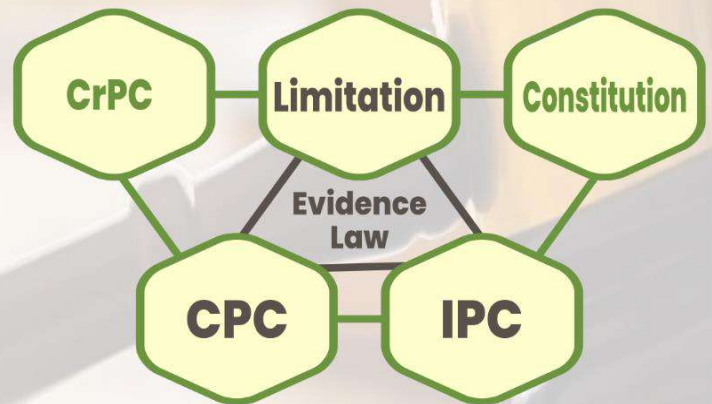 CrPC
Limitation
Constitution
Evidence
Law
CPC
IPC